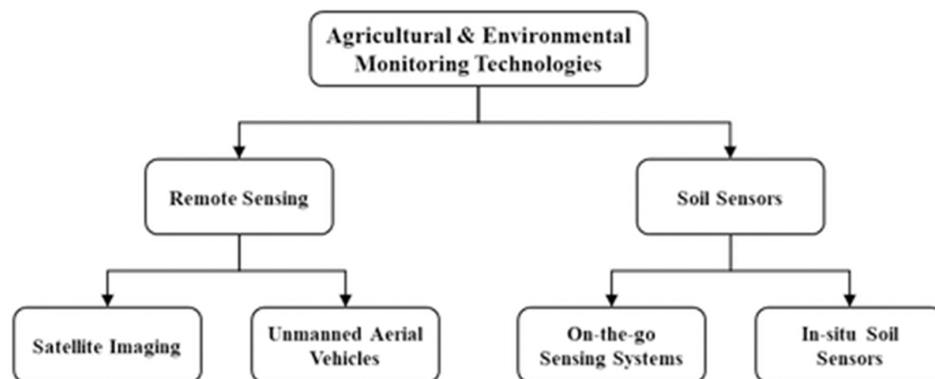 Agricultural & Environmental
Monitoring Technologies
Remote Sensing
Soil Sensors
Satellite Imaging
Unmanned Aerial
Vehicles
On-the-go
Sensing Systems
In-situ Soil
Sensors